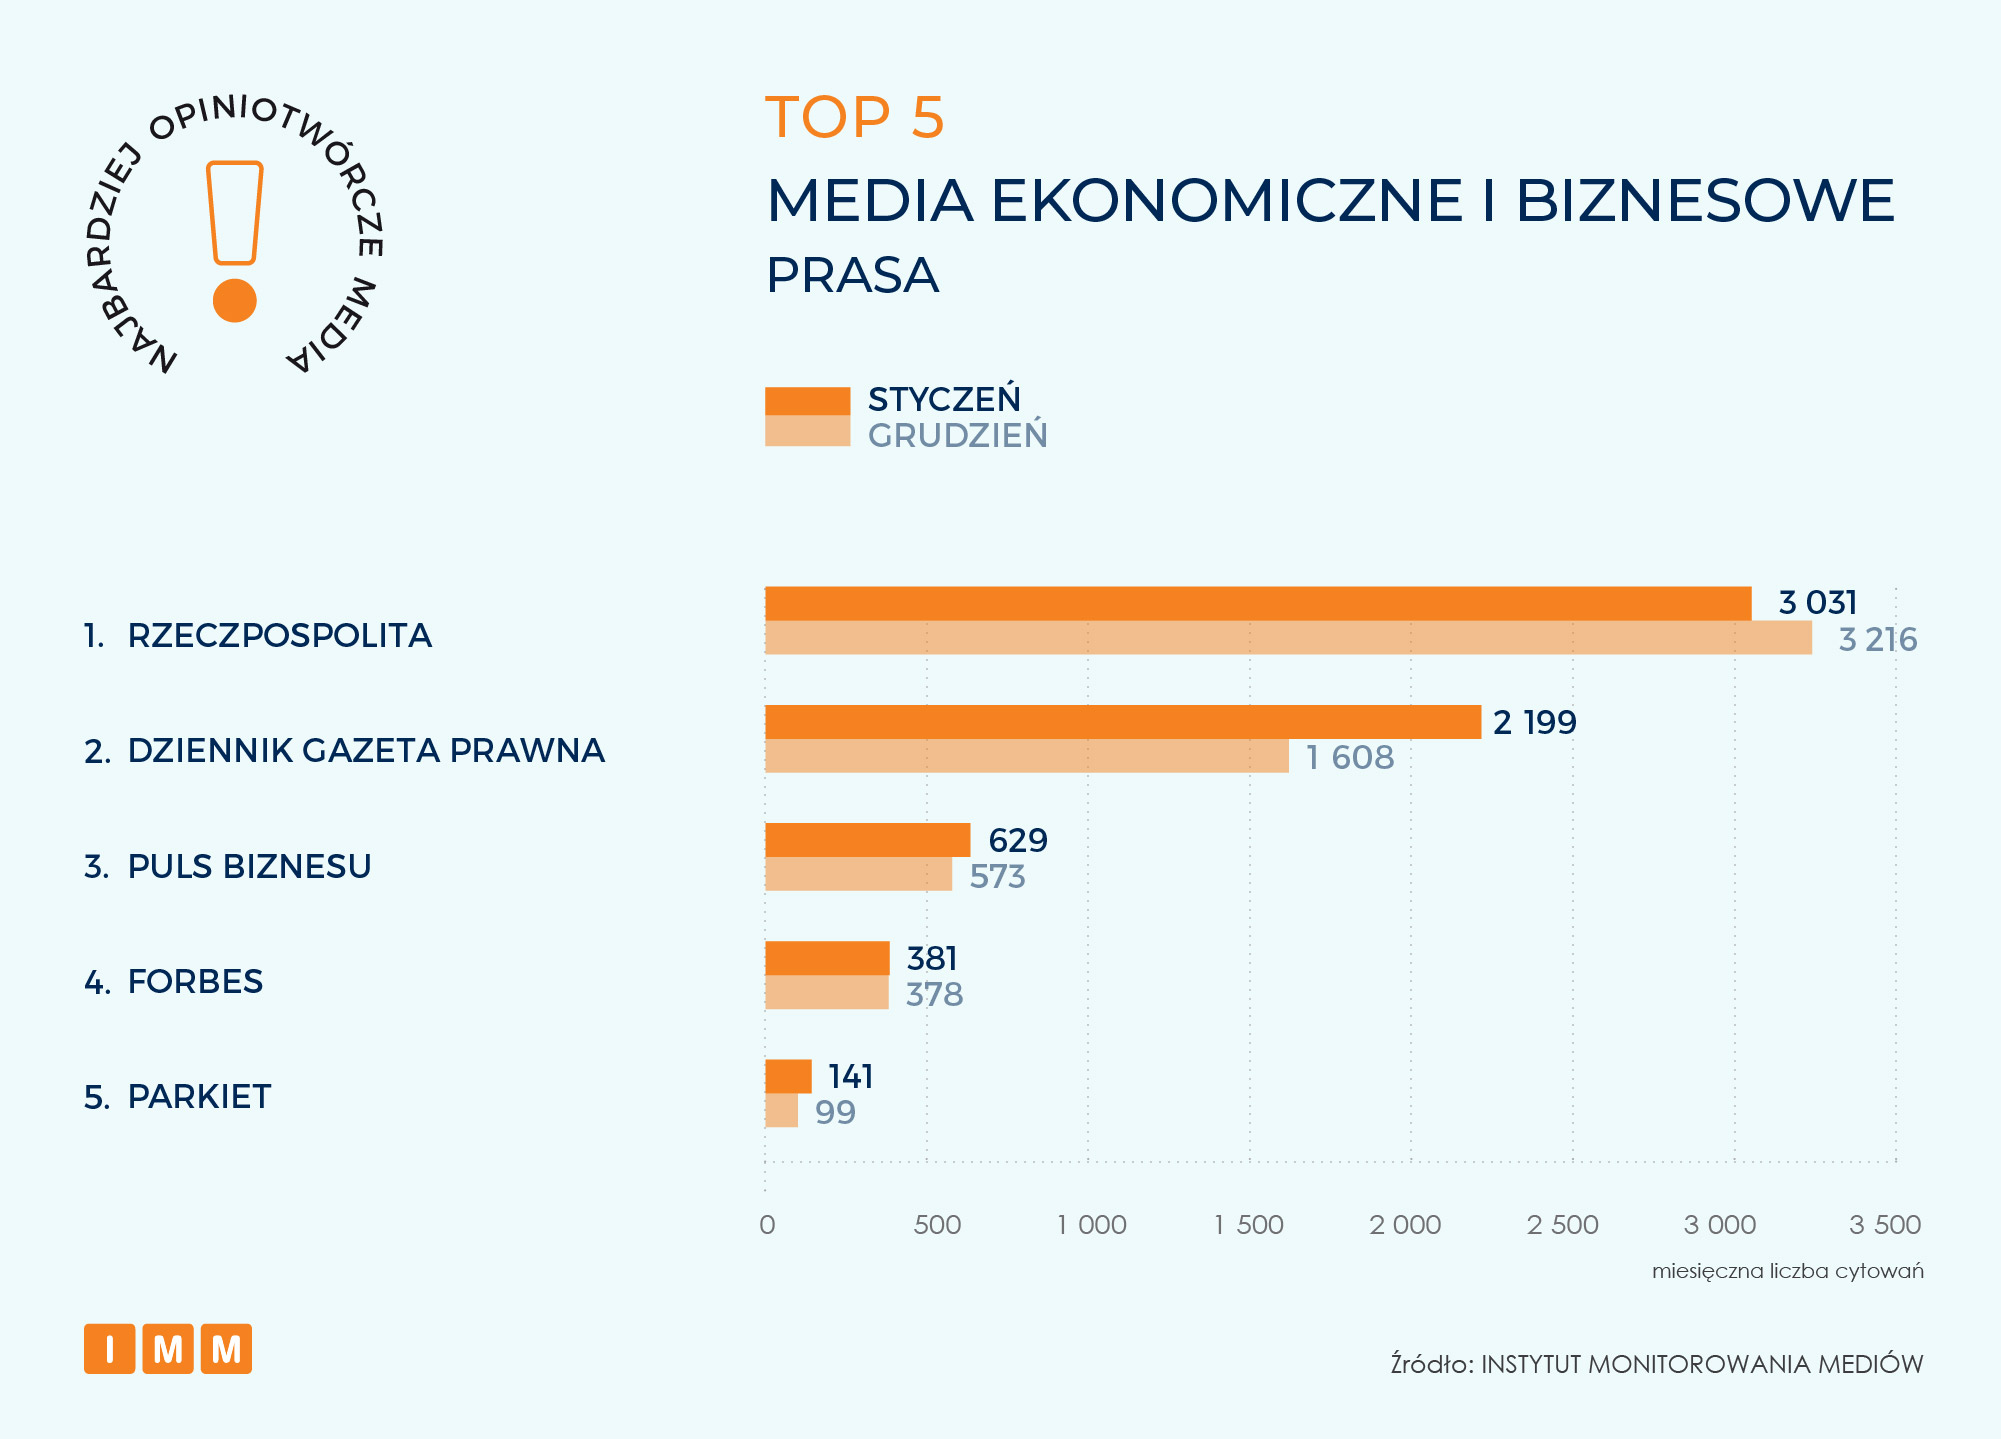 NAJBARDZIEJ OPINIOTWÓRCZE MEDIA
TOP 5
MEDIA EKONOMICZNE I BIZNESOWE
PRASA
STYCZEŃ
GRUDZIEŃ
1. RZECZPOSPOLITA
3 031
3 216
2. DZIENNIK GAZETA PRAWNA
2 199
1 608
3. PULS BIZNESU
629
573
4. FORBES
381
378
5. PARKIET
141
99
0 500 1 000 1 500 2 000 2 500 3 000 3 500
miesięczna liczba cytowań
IMM
Źródło: INSTYTUT MONITOROWANIA MEDIÓW